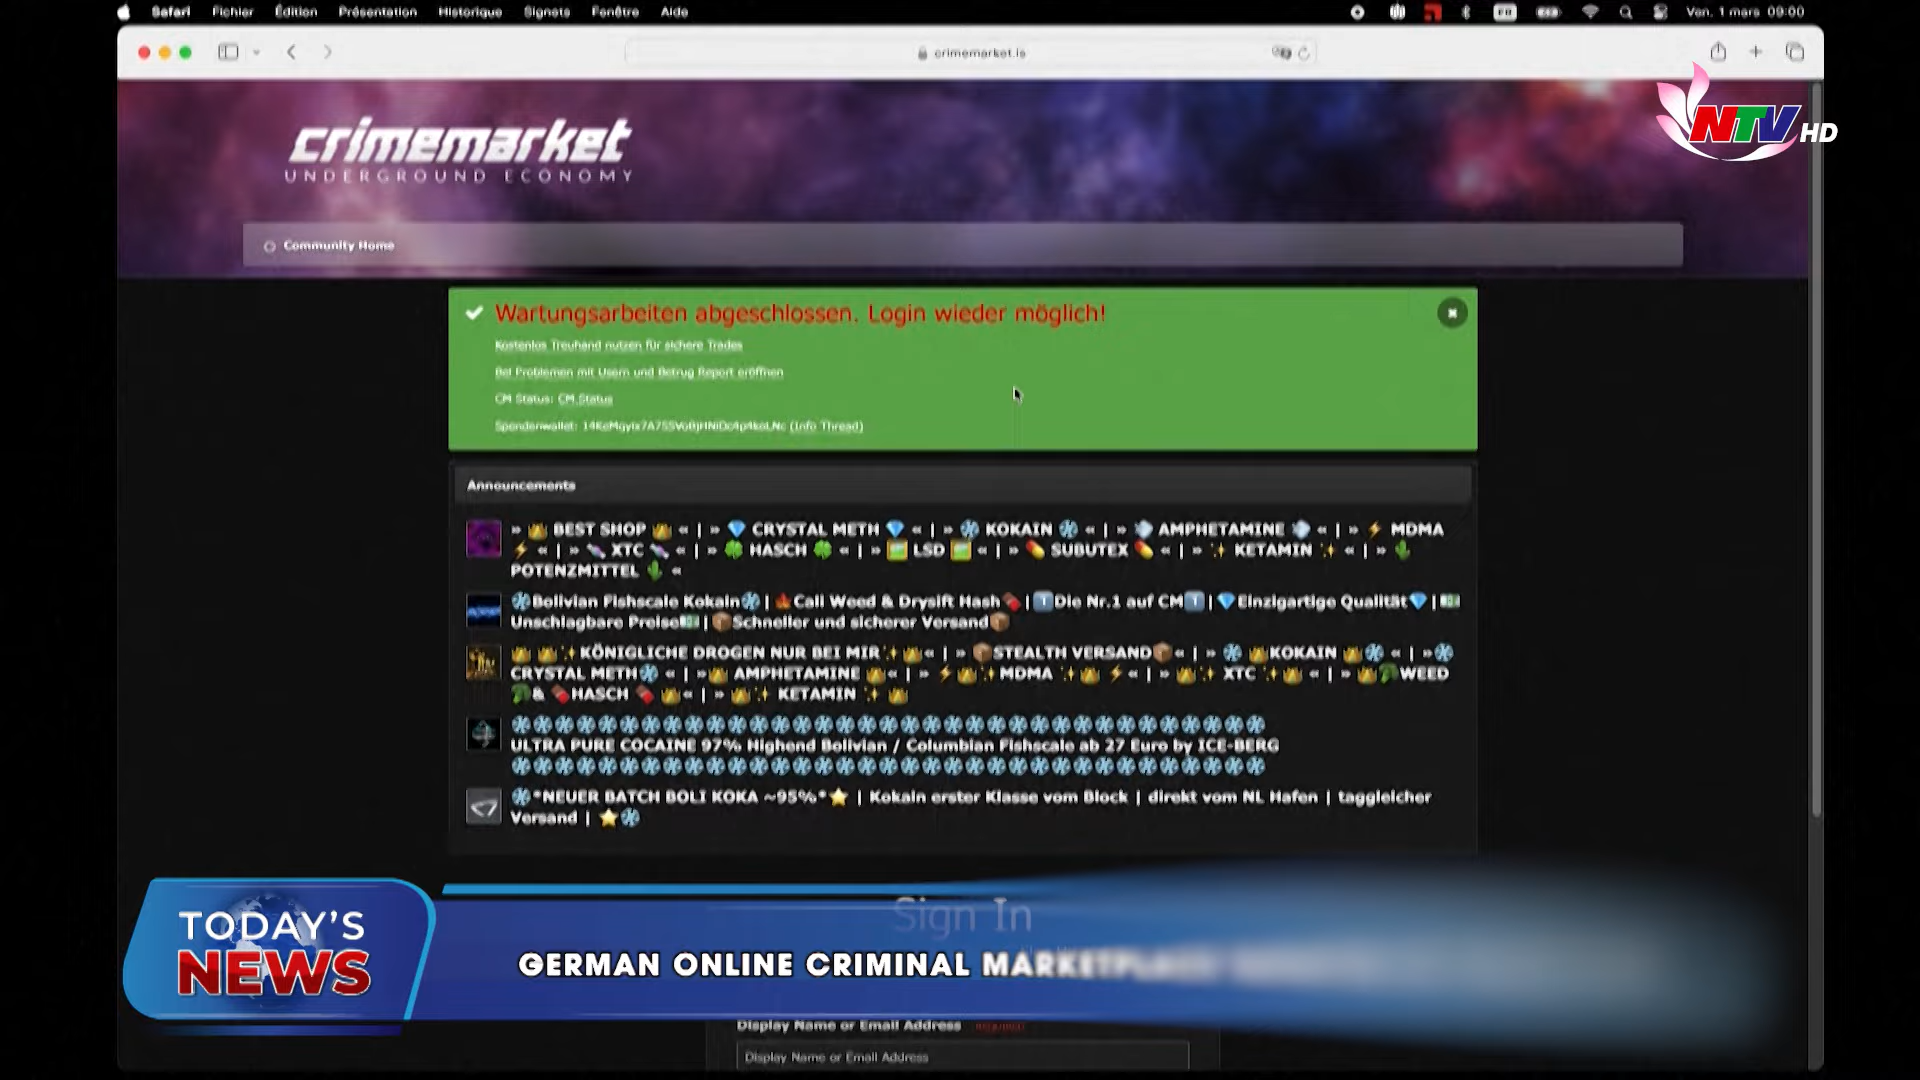 Safari Fichier Édition Présentation Historique Signets Fenêtre Aide
FR
Ven. 1 mars 09:00
crimemarket.is
NTV HD
crimemarket
UNDERGROUND ECONOMY
Community Home
Wartungsarbeiten abgeschlossen. Login wieder möglich!
Kostenlos Treuhand nutzen für sichere Trades
Bei Problemen mit Usern und Betrug Report eröffnen
CM Status: CM.Status
Spendenwallet: (Info Thread)
Announcements
» 👑 BEST SHOP 👑 « | » 💎 CRYSTAL METH 💎 « | » ❄ KOKAIN ❄ « | » 💨 AMPHETAMINE 💨 « | » ⚡ MDMA
⚡ « | » 🍬 XTC 🍬 « | » 🍀 HASCH 🍀 « | » 🖼 LSD 🖼 « | » 💊 SUBUTEX 💊 « | » ✨ KETAMIN ✨ « | » 🌵
POTENZMITTEL 🌵 «
❄Bolivian Fishscale Kokain❄ | 🔥Cali Weed & Drysift Hash🍫 | 1️⃣Die Nr.1 auf CM1️⃣ | 💎Einzigartige Qualität💎 | 💶
Unschlagbare Preise💶 | 📦Schneller und sicherer Versand📦
👑 👑 ✨KÖNIGLICHE DROGEN NUR BEI MIR✨ 👑« | » 📦STEALTH VERSAND📦« | » ❄ 👑KOKAIN 👑❄ « | »❄
CRYSTAL METH❄ « | »👑 AMPHETAMINE 👑« | » ⚡👑✨MDMA ✨👑 ⚡« | » 👑✨ XTC ✨👑 « | » 👑🥦WEED
🥦& 🍫HASCH 🍫 👑« | » 👑✨ KETAMIN ✨ 👑
ULTRA PURE COCAINE 97% Highend Bolivian / Columbian Fishscale ab 27 Euro by ICE-BERG
❄*NEUER BATCH BOLI KOKA ~95%*⭐ | Kokain erster Klasse vom Block | direkt vom NL Hafen | taggleicher
Versand | ⭐❄
Sign In
TODAY'S
NEWS
GERMAN ONLINE CRIMINAL MARKETPLACE
Display Name or Email Address
Display Name or Email Address